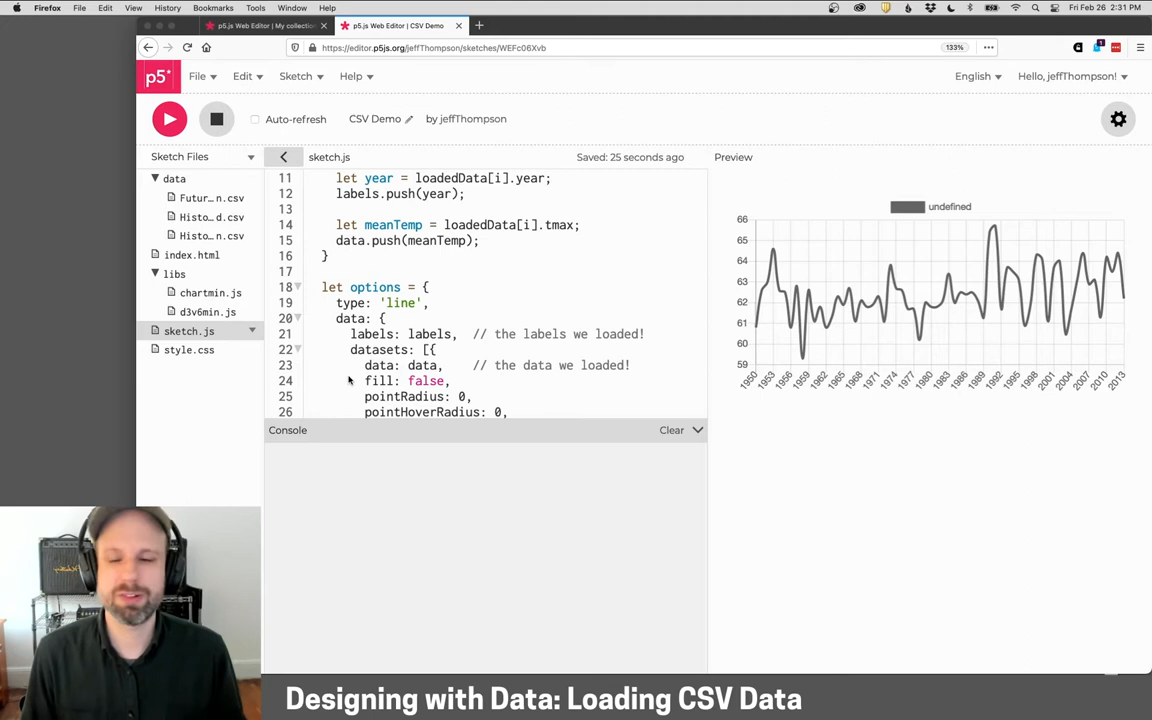 Firefox File Edit View History Bookmarks Tools Window Help Fri Feb 26 2:31 PM
p5.js Web Editor | My collection
p5.js Web Editor | CSV Demo
https://editor.p5js.org/jeffThompson/sketches/WEFc06Xvb 133%
p5* File Edit Sketch Help English Hello, jeffThompson!
Auto-refresh CSV Demo by jeffThompson
Sketch Files
data
Futur…n.csv
Histo…d.csv
Histo…n.csv
index.html
libs
chartmin.js
d3v6min.js
sketch.js
style.css
sketch.js Saved: 25 seconds ago
11 let year = loadedData[i].year;
12 labels.push(year);
13
14 let meanTemp = loadedData[i].tmax;
15 data.push(meanTemp);
16 }
17
18 let options = {
19 type: 'line',
20 data: {
21 labels: labels, // the labels we loaded!
22 datasets: [{
23 data: data, // the data we loaded!
24 fill: false,
25 pointRadius: 0,
26 pointHoverRadius: 0,
Console Clear
Preview
undefined
66
65
64
63
62
61
60
59
1950 1953 1956 1959 1962 1965 1968 1971 1974 1977 1980 1983 1986 1989 1992 1995 1998 2001 2004 2007 2010 2013
Designing with Data: Loading CSV Data